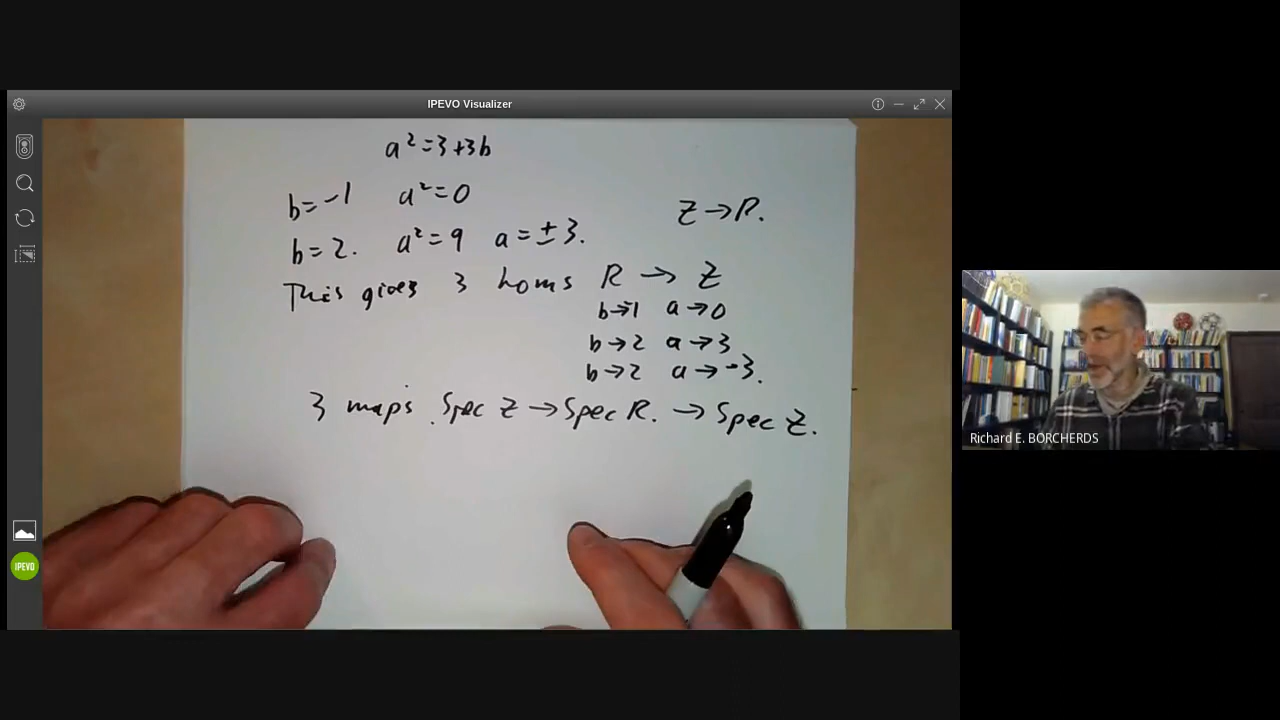 IPEVO Visualizer
a² = 3+3b
b=-1 a²=0
Z → R.
b=2. a²=9 a=±3.
This gives 3 homs R → Z
b→-1 a→0
b→2 a→3
b→2 a→-3.
3 maps Spec Z → Spec R. → Spec Z.
IPEVO
Richard E. BORCHERDS